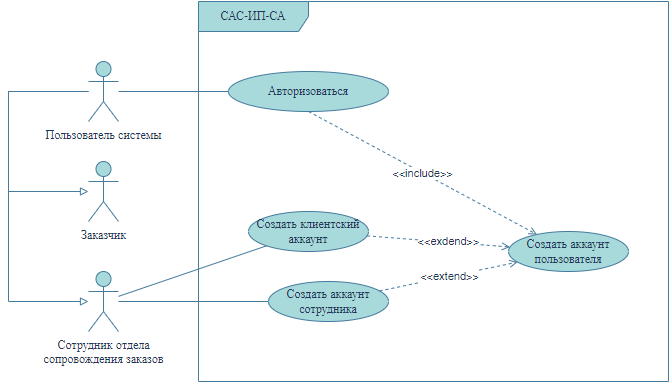 САС-ИП-СА
Авторизоваться
Пользователь системы
<<include>>
Заказчик
Создать клиентский
аккаунт
<<exdend>>
Создать аккаунт
пользователя
<<extend>>
Создать аккаунт
сотрудника
Сотрудник отдела
сопровождения заказов